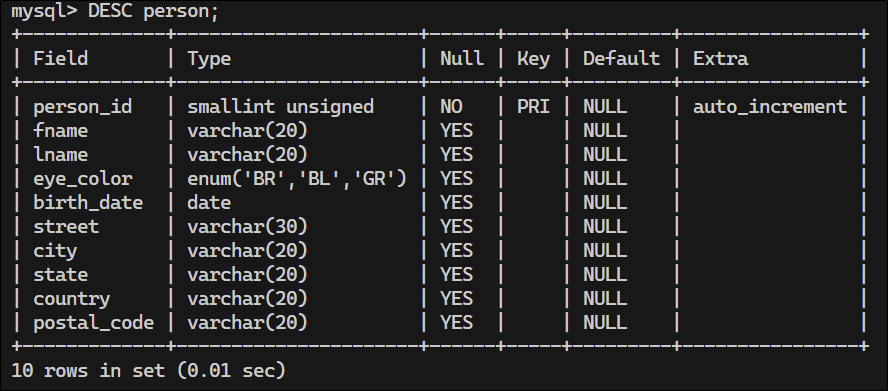 mysql> DESC person;
+-------------+----------------------+------+-----+---------+----------------+
| Field       | Type                 | Null | Key | Default | Extra          |
+-------------+----------------------+------+-----+---------+----------------+
| person_id   | smallint unsigned    | NO   | PRI | NULL    | auto_increment |
| fname       | varchar(20)          | YES  |     | NULL    |                |
| lname       | varchar(20)          | YES  |     | NULL    |                |
| eye_color   | enum('BR','BL','GR') | YES  |     | NULL    |                |
| birth_date  | date                 | YES  |     | NULL    |                |
| street      | varchar(30)          | YES  |     | NULL    |                |
| city        | varchar(20)          | YES  |     | NULL    |                |
| state       | varchar(20)          | YES  |     | NULL    |                |
| country     | varchar(20)          | YES  |     | NULL    |                |
| postal_code | varchar(20)          | YES  |     | NULL    |                |
+-------------+----------------------+------+-----+---------+----------------+
10 rows in set (0.01 sec)